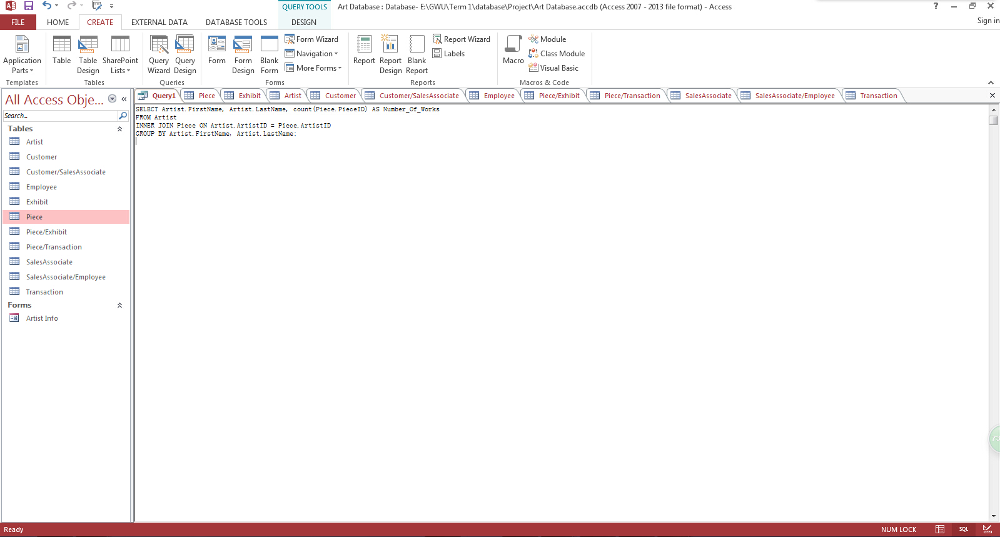 QUERY TOOLS
Art Database : Database- E:\GWU\Term 1\database\Project\Art Database.accdb (Access 2007 - 2013 file format) - Access
?
FILE
HOME
CREATE
EXTERNAL DATA
DATABASE TOOLS
DESIGN
Sign in
Application
Parts
Table
Table
Design
SharePoint
Lists
Query
Wizard
Query
Design
Form
Form
Design
Blank
Form
Form Wizard
Navigation
More Forms
Report
Report
Design
Blank
Report
Report Wizard
Labels
Macro
Module
Class Module
Visual Basic
Templates
Tables
Queries
Forms
Reports
Macros & Code
All Access Obje...
Search...
Tables
Artist
Customer
Customer/SalesAssociate
Employee
Exhibit
Piece
Piece/Exhibit
Piece/Transaction
SalesAssociate
SalesAssociate/Employee
Transaction
Forms
Artist Info
Query1
Piece
Exhibit
Artist
Customer
Customer/SalesAssociate
Employee
Piece/Exhibit
Piece/Transaction
SalesAssociate
SalesAssociate/Employee
Transaction
SELECT Artist.FirstName, Artist.LastName, count(Piece.PieceID) AS Number_Of_Works
FROM Artist
INNER JOIN Piece ON Artist.ArtistID = Piece.ArtistID
GROUP BY Artist.FirstName, Artist.LastName;
73
Ready
NUM LOCK
SQL